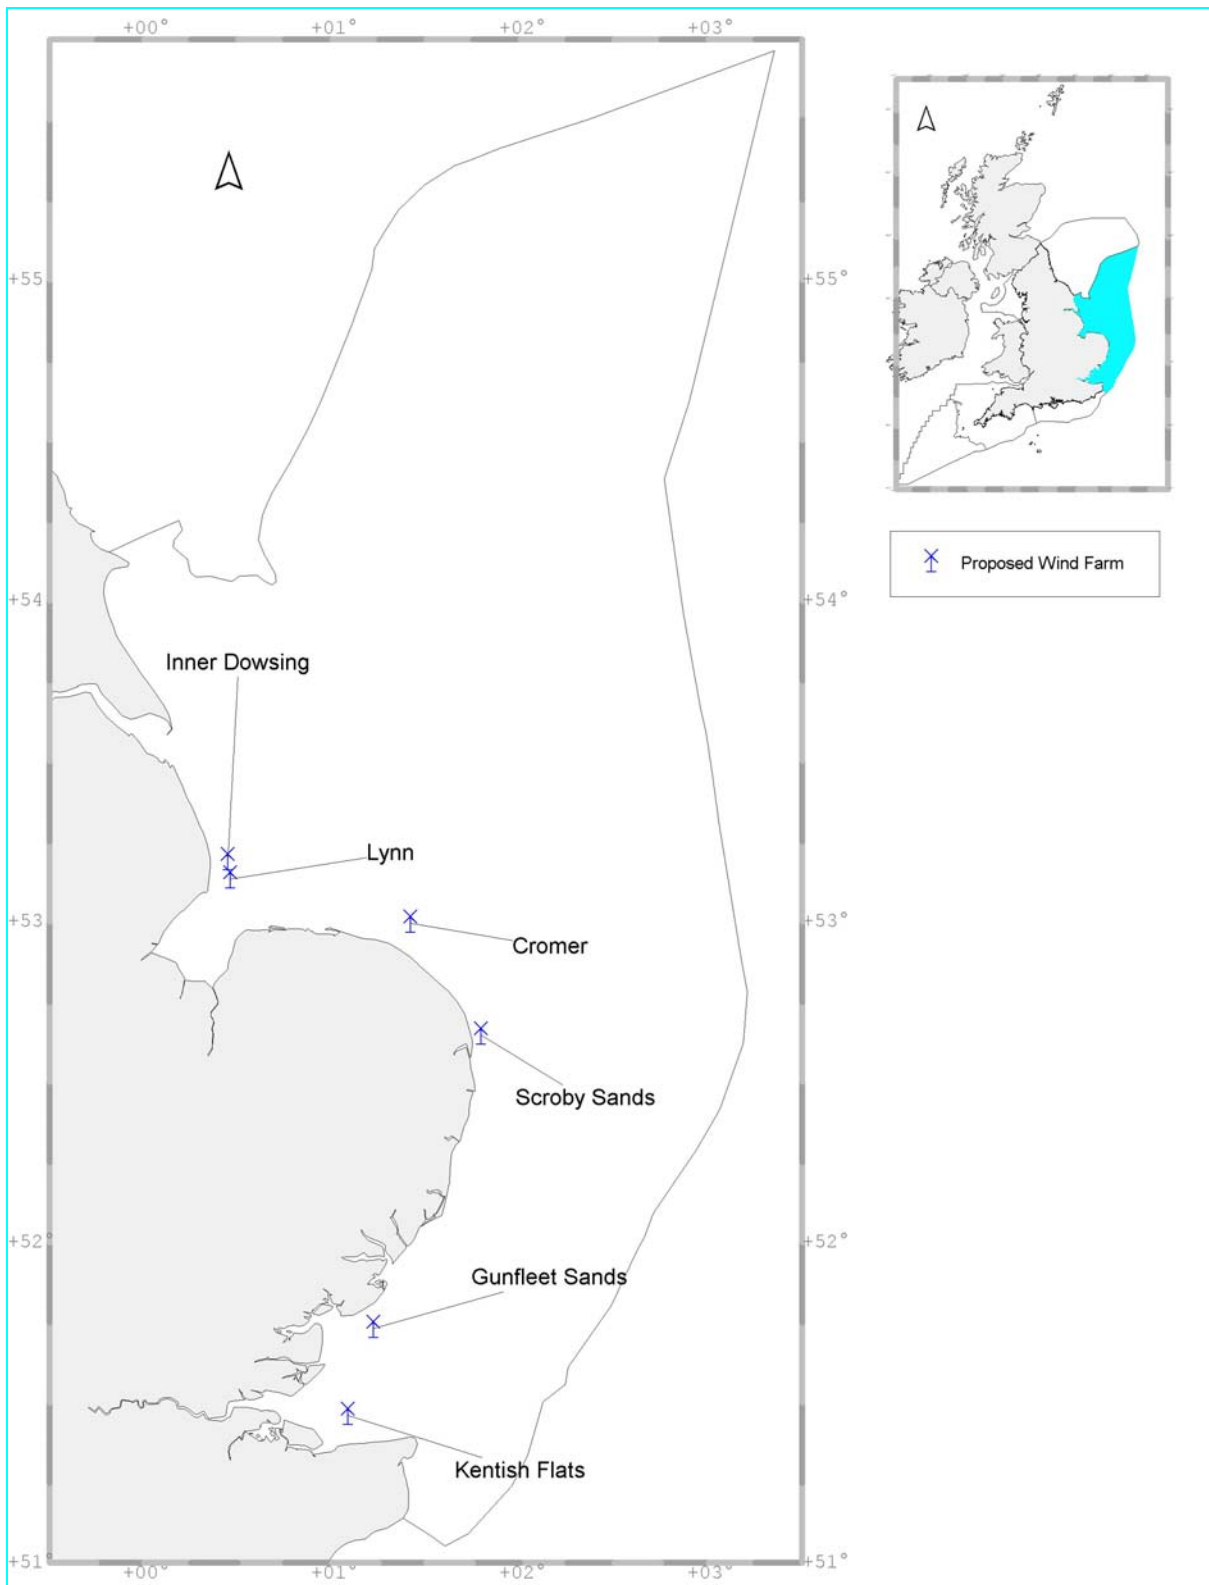 +00° +01° +02° +03°
+55° +55°
+54° +54°
Inner Dowsing
Lynn
+53° +53°
Cromer
Scroby Sands
+52° +52°
Gunfleet Sands
Kentish Flats
+51° +51°
+00° +01° +02° +03°
Proposed Wind Farm